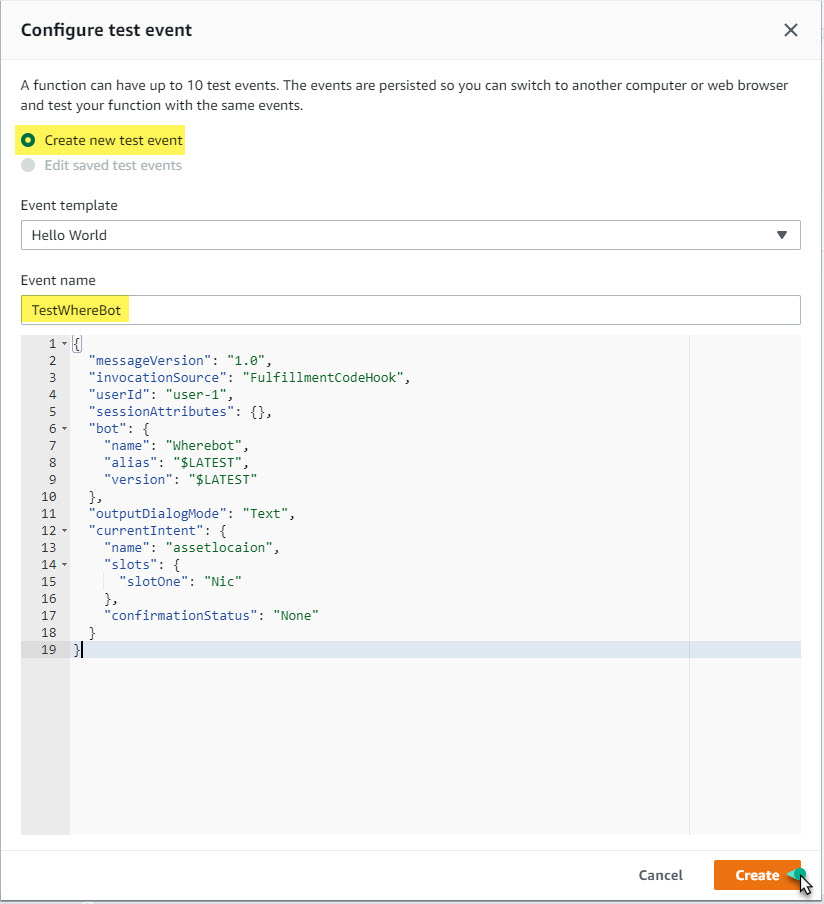 Configure test event
A function can have up to 10 test events. The events are persisted so you can switch to another computer or web browser
and test your function with the same events.
Create new test event
Edit saved test events
Event template
Hello World
Event name
TestWhereBot
1 {
2   "messageVersion": "1.0",
3   "invocationSource": "FulfillmentCodeHook",
4   "userId": "user-1",
5   "sessionAttributes": {},
6   "bot": {
7     "name": "Wherebot",
8     "alias": "$LATEST",
9     "version": "$LATEST"
10   },
11   "outputDialogMode": "Text",
12   "currentIntent": {
13     "name": "assetlocaion",
14     "slots": {
15       "slotOne": "Nic"
16     },
17     "confirmationStatus": "None"
18   }
19 }
Cancel Create